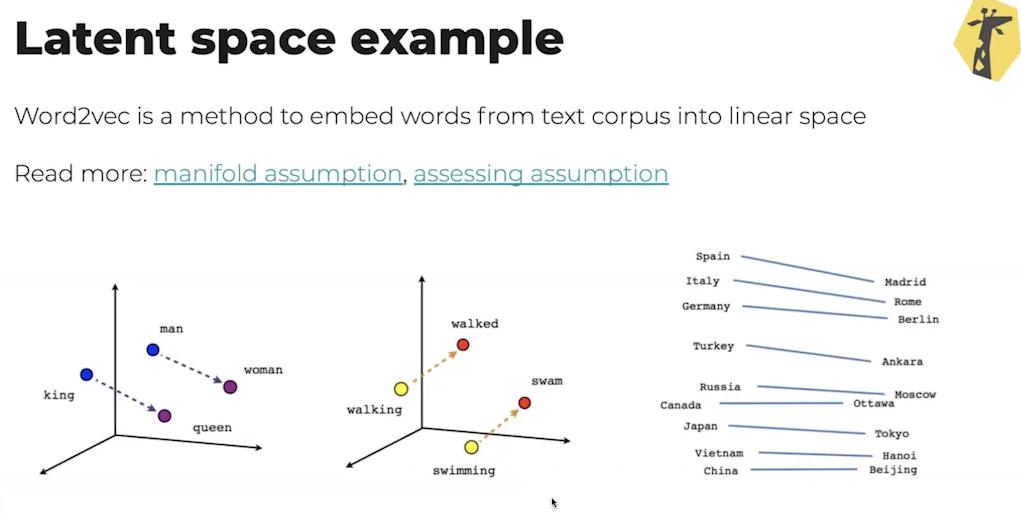 Latent space example
Word2vec is a method to embed words from text corpus into linear space
Read more: manifold assumption, assessing assumption
man
woman
king
queen
walked
swam
walking
swimming
Spain Madrid
Italy Rome
Germany Berlin
Turkey Ankara
Russia Moscow
Canada Ottawa
Japan Tokyo
Vietnam Hanoi
China Beijing